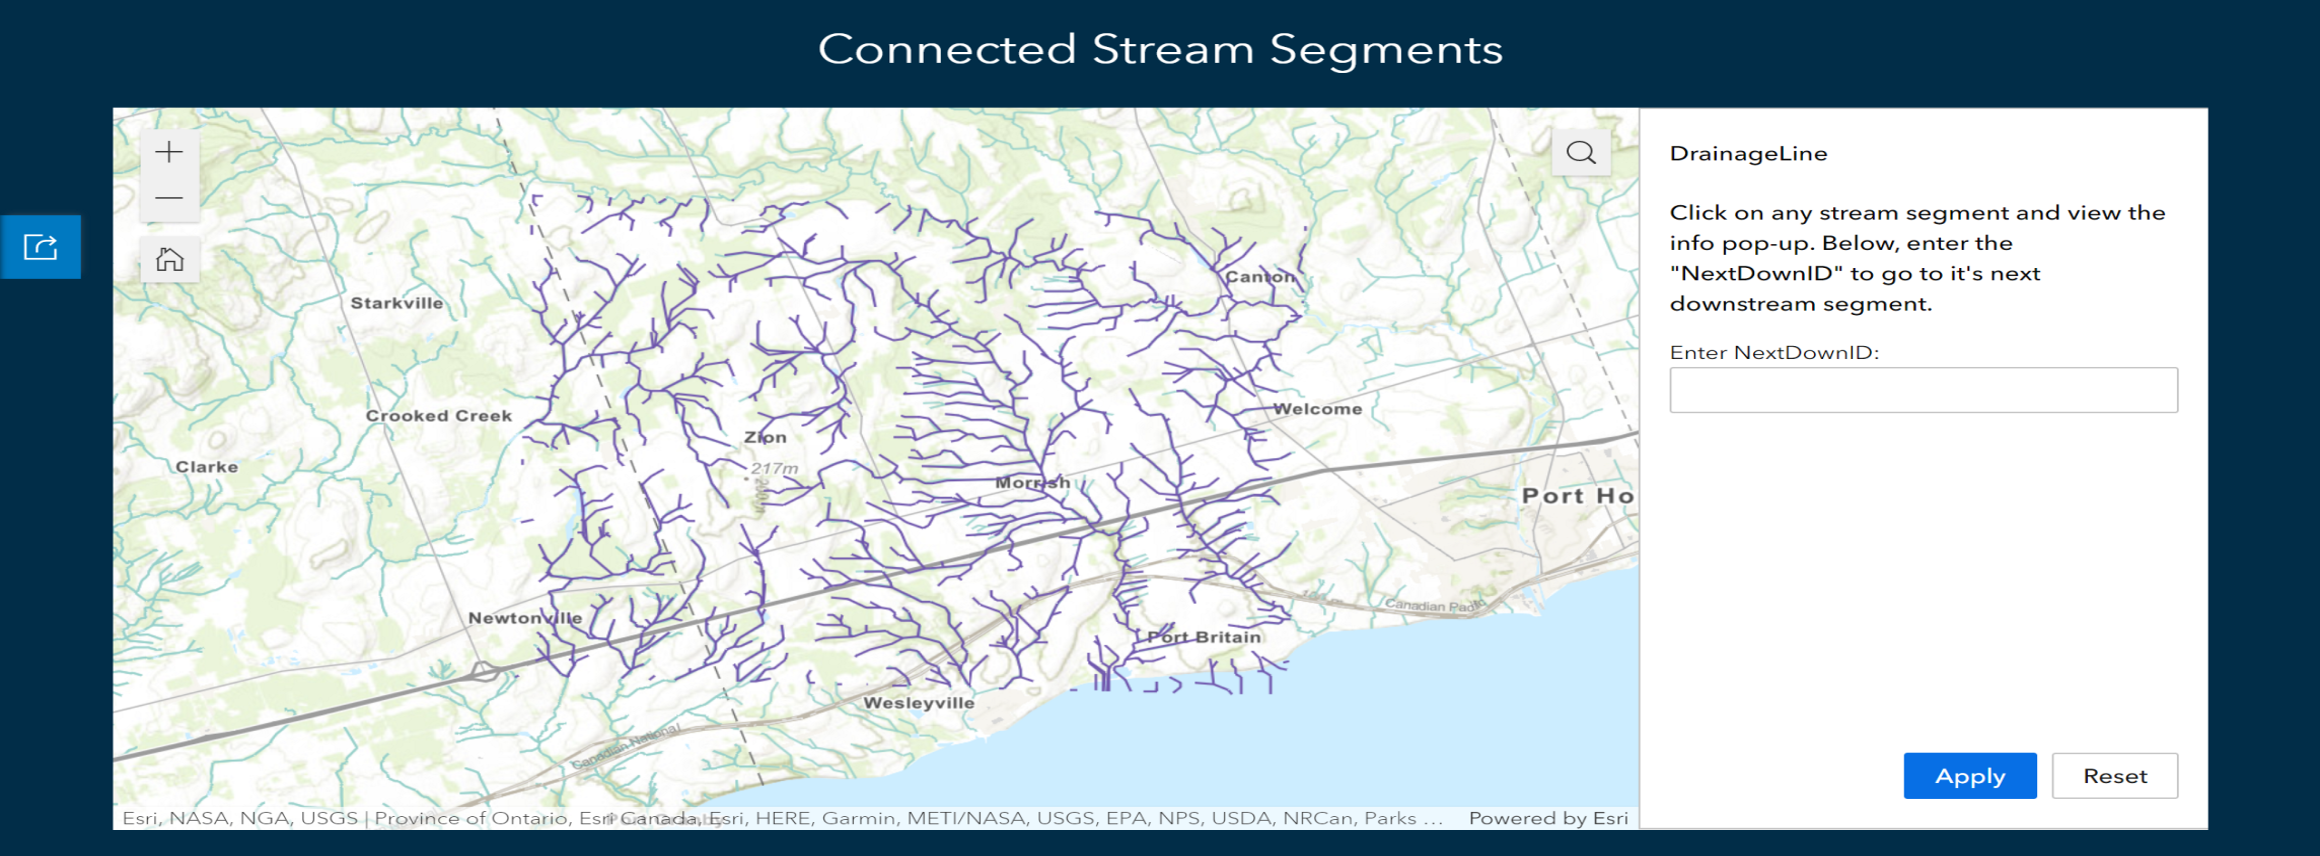 Connected Stream Segments
DrainageLine
Click on any stream segment and view the
info pop-up. Below, enter the
"NextDownID" to go to it's next
downstream segment.
Enter NextDownID:
Apply
Reset
Canton
Starkville
Crooked Creek
Welcome
Zion
Clarke
217m
200m
Morrish
Port Ho
Canadian Pacific
Newtonville
Port Britain
Wesleyville
Canadian National
Esri, NASA, NGA, USGS | Province of Ontario, Esri Canada, Esri, HERE, Garmin, METI/NASA, USGS, EPA, NPS, USDA, NRCan, Parks ...
Powered by Esri